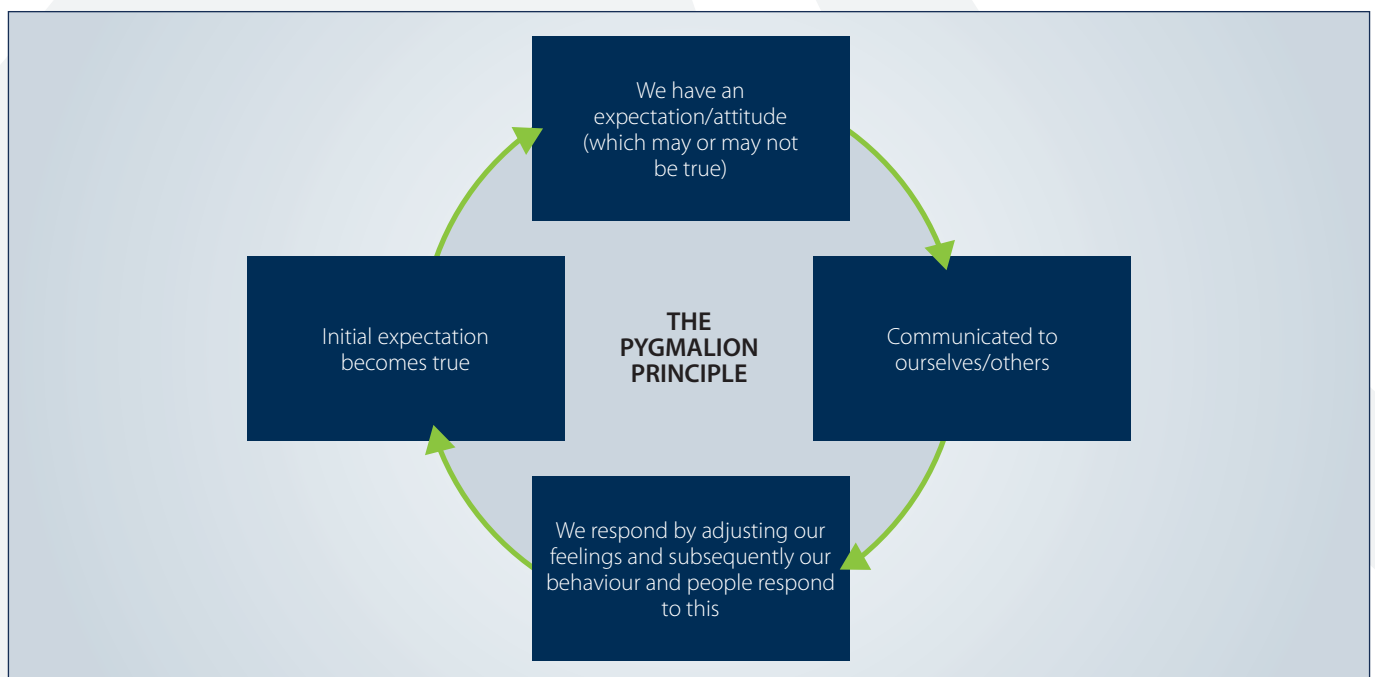 We have an
expectation/attitude
(which may or may not
be true)
Initial expectation
becomes true
THE
PYGMALION
PRINCIPLE
Communicated to
ourselves/others
We respond by adjusting our
feelings and subsequently our
behaviour and people respond
to this